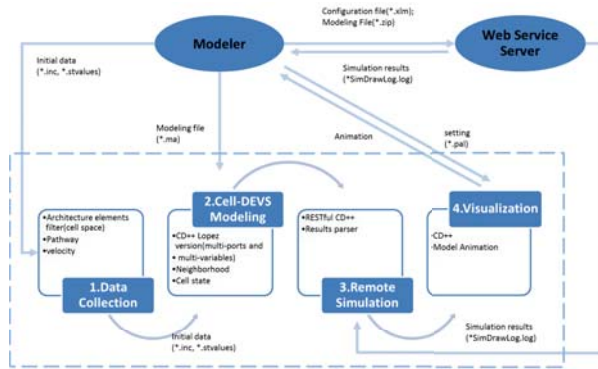 Configuration file(*.xlm);
Modeling File(*.zip)
Modeler
Web Service
Server
Initial data
(*.inc, *.stvalues)
Simulation results
(*SimDrawLog.log)
Modeling file
(*.ma)
Animation
setting
(*.pal)
2.Cell-DEVS
Modeling
4.Visualization
•Architecture elements
filter(cell space)
•Pathway
•velocity
•CD++ Lopez
version(multi-ports and
• multi-variables)
•Neighborhood
•Cell state
•RESTful CD++
•Results parser
·CD++
·Model Animation
1.Data
Collection
3.Remote
Simulation
Initial data
(*.inc, *.stvalues)
Simulation results
(*SimDrawLog.log)